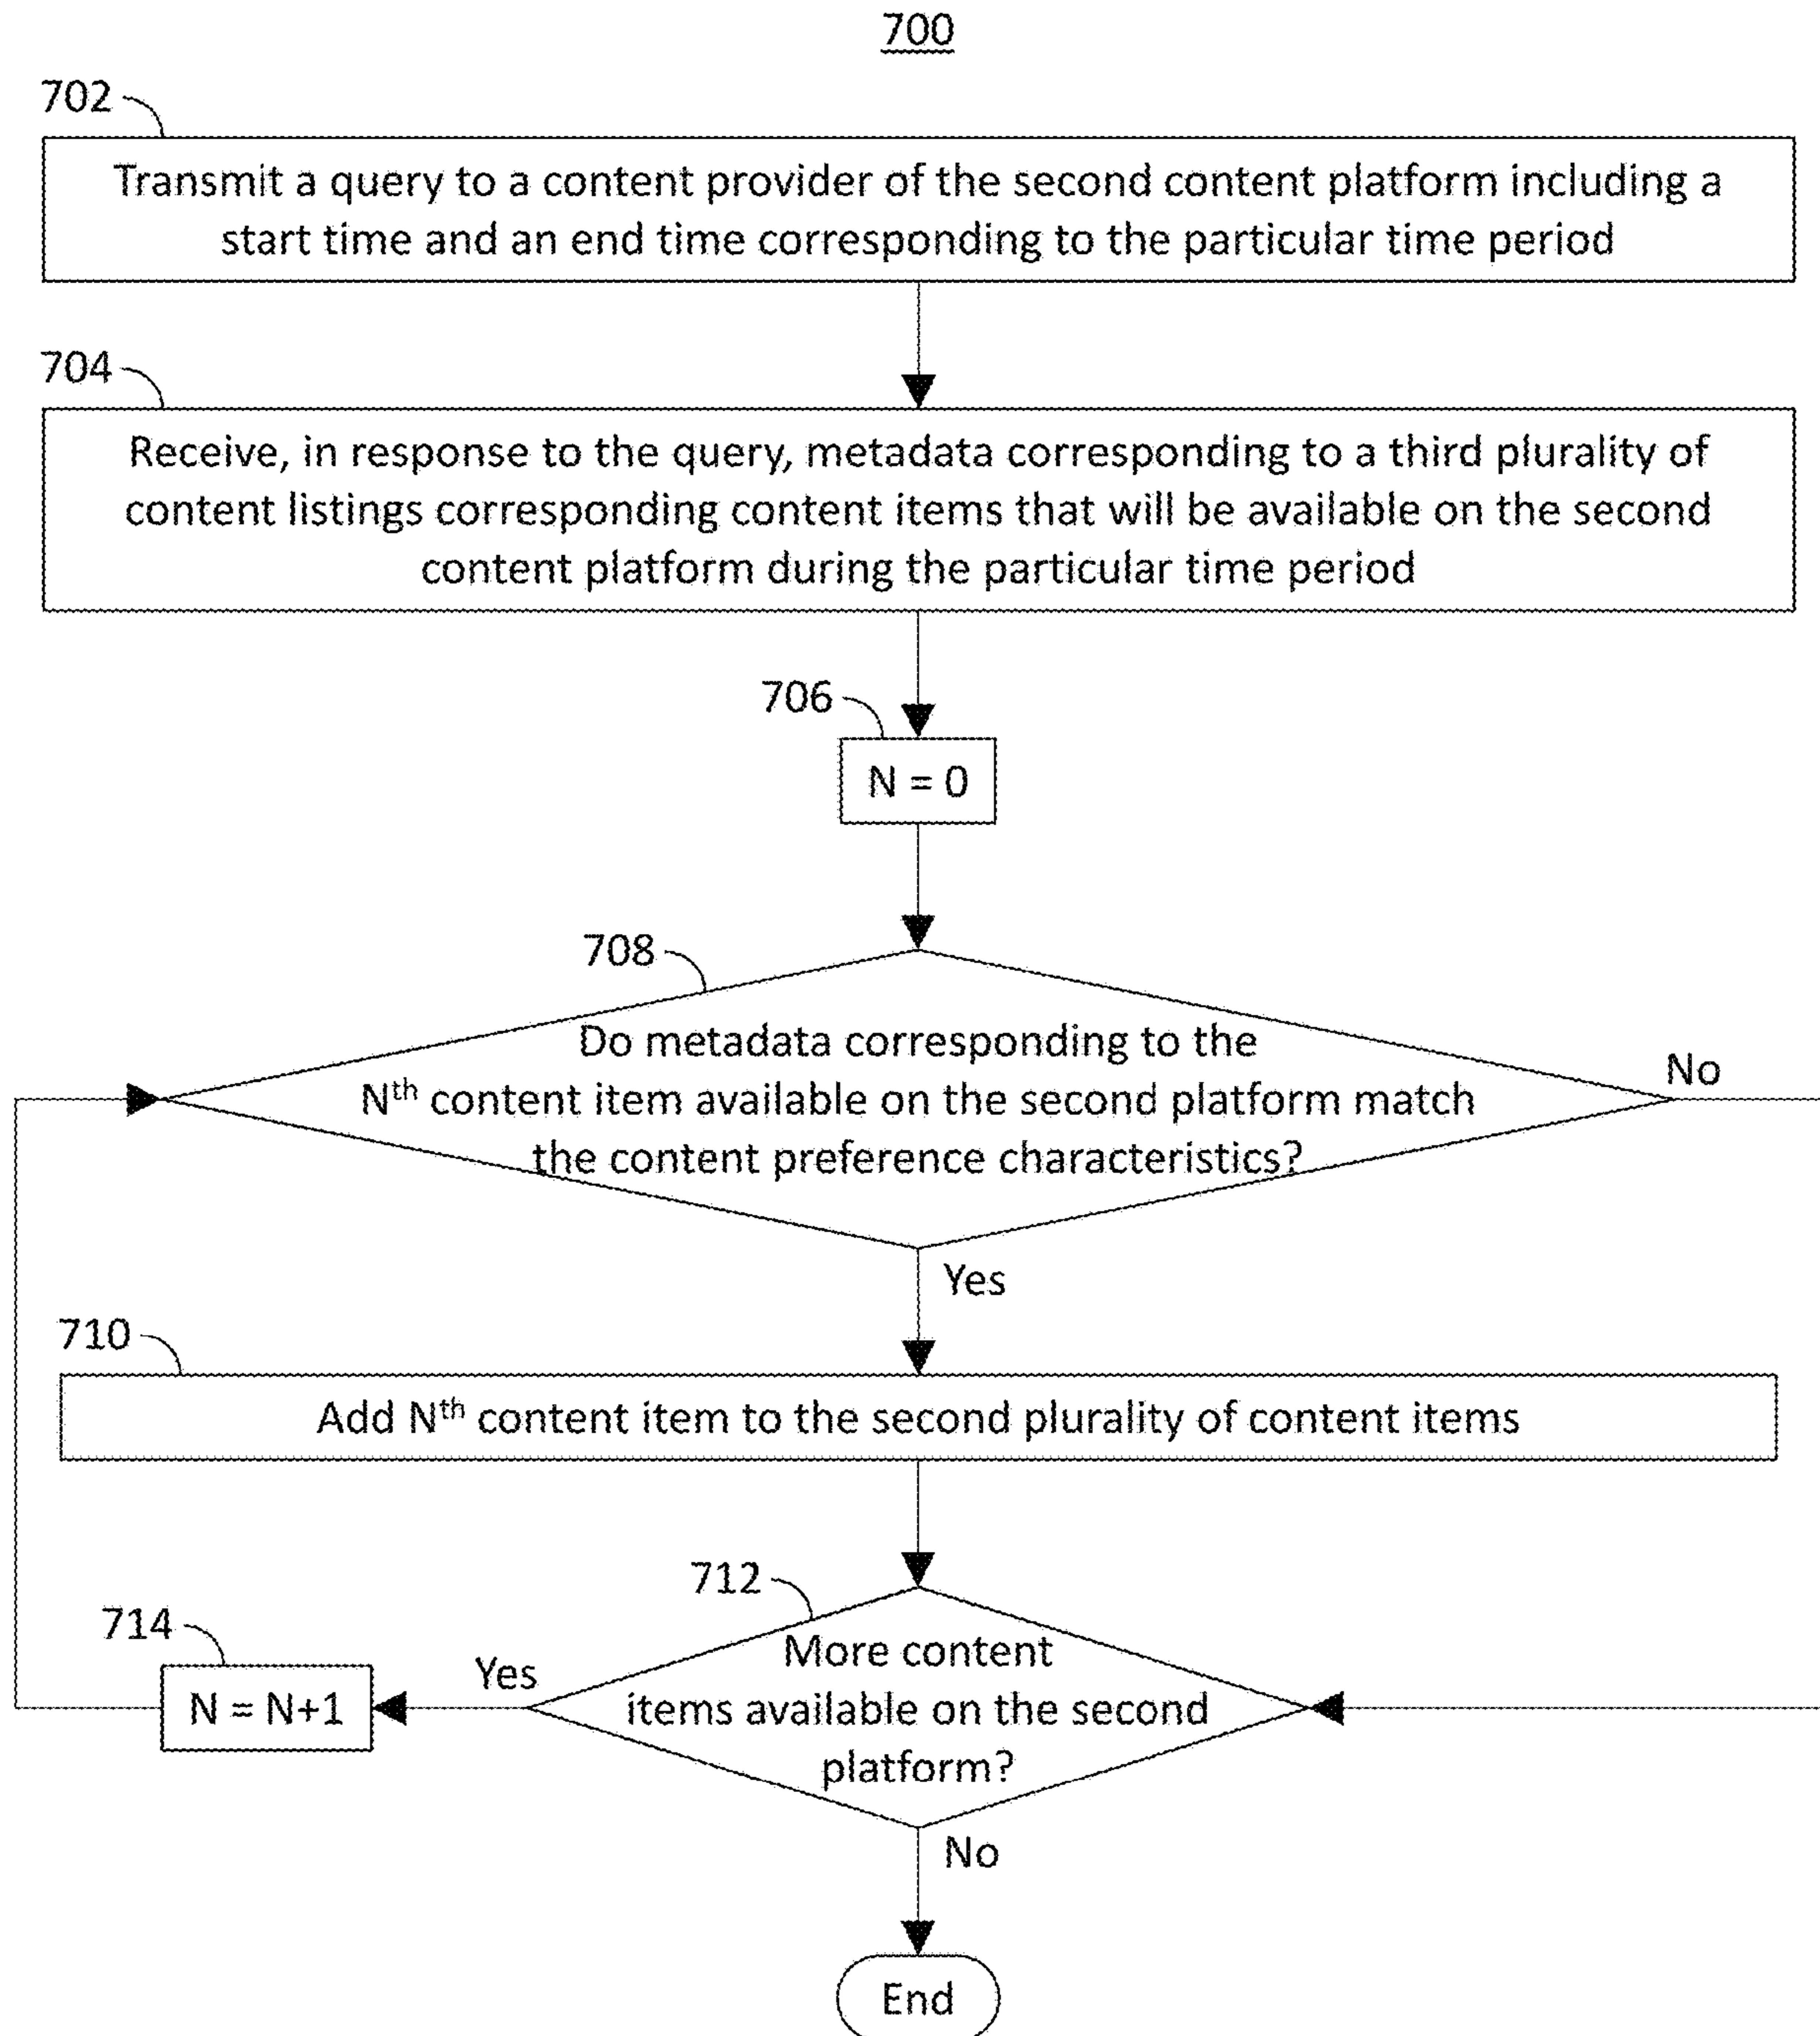 700
702
Transmit a query to a content provider of the second content platform including a
start time and an end time corresponding to the particular time period
704
Receive, in response to the query, metadata corresponding to a third plurality of
content listings corresponding content items that will be available on the second
content platform during the particular time period
706
N = 0
708
Do metadata corresponding to the
Nth content item available on the second platform match
the content preference characteristics?
No
Yes
710
Add Nth content item to the second plurality of content items
712
More content
items available on the second
platform?
714
Yes
N = N+1
No
End